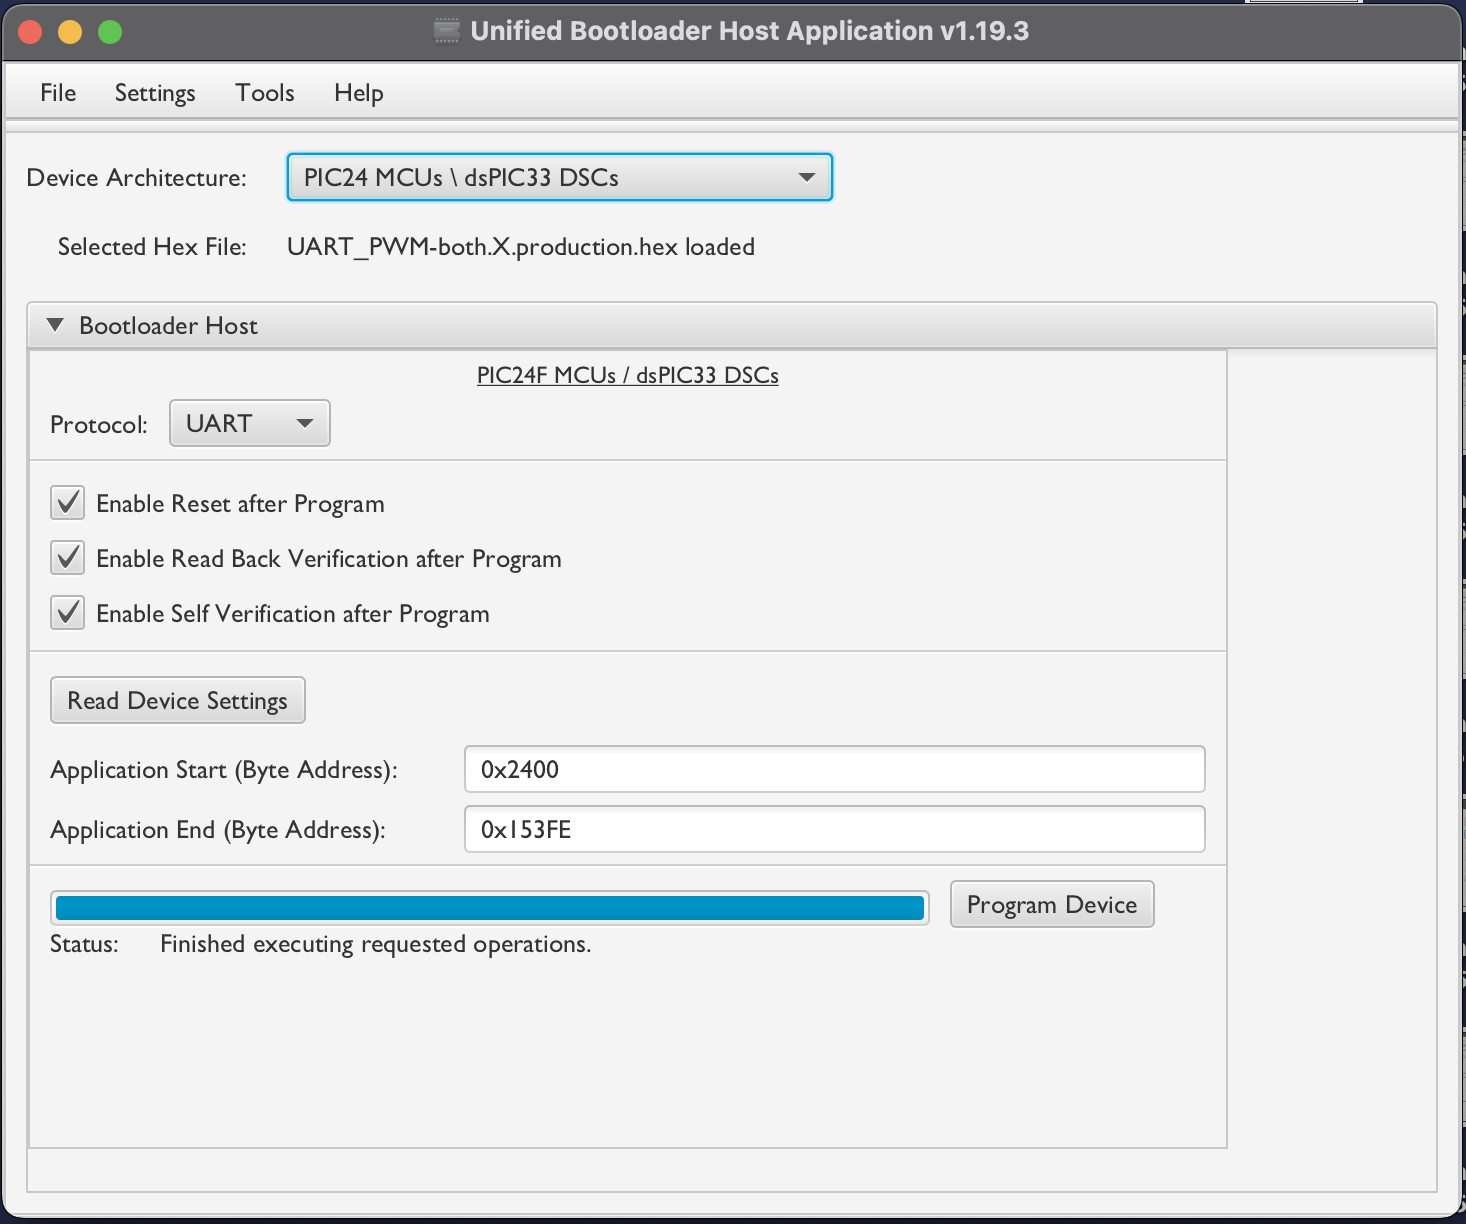 Unified Bootloader Host Application v1.19.3
File Settings Tools Help
Device Architecture: PIC24 MCUs \ dsPIC33 DSCs
Selected Hex File: UART_PWM-both.X.production.hex loaded
Bootloader Host
PIC24F MCUs / dsPIC33 DSCs
Protocol: UART
Enable Reset after Program
Enable Read Back Verification after Program
Enable Self Verification after Program
Read Device Settings
Application Start (Byte Address): 0x2400
Application End (Byte Address): 0x153FE
Program Device
Status: Finished executing requested operations.